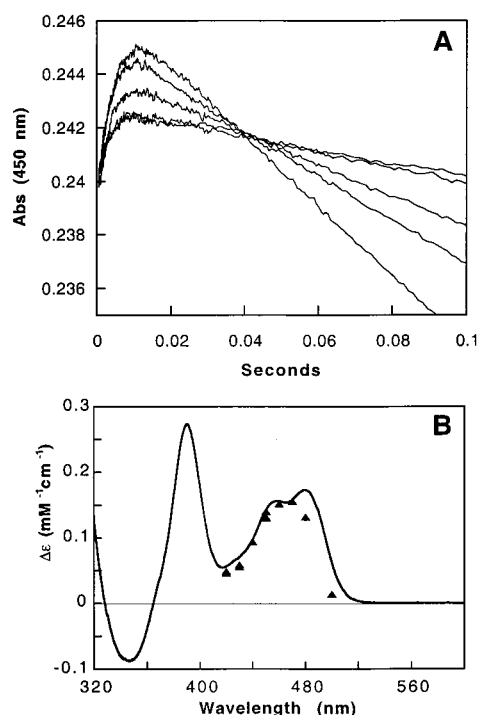 A
0.246
0.244
0.242
0.24
0.238
0.236
Abs (450 nm)
0 0.02 0.04 0.06 0.08 0.1
Seconds
B
0.3
0.2
0.1
0
-0.1
Δε (mM⁻¹cm⁻¹)
320 400 480 560
Wavelength (nm)